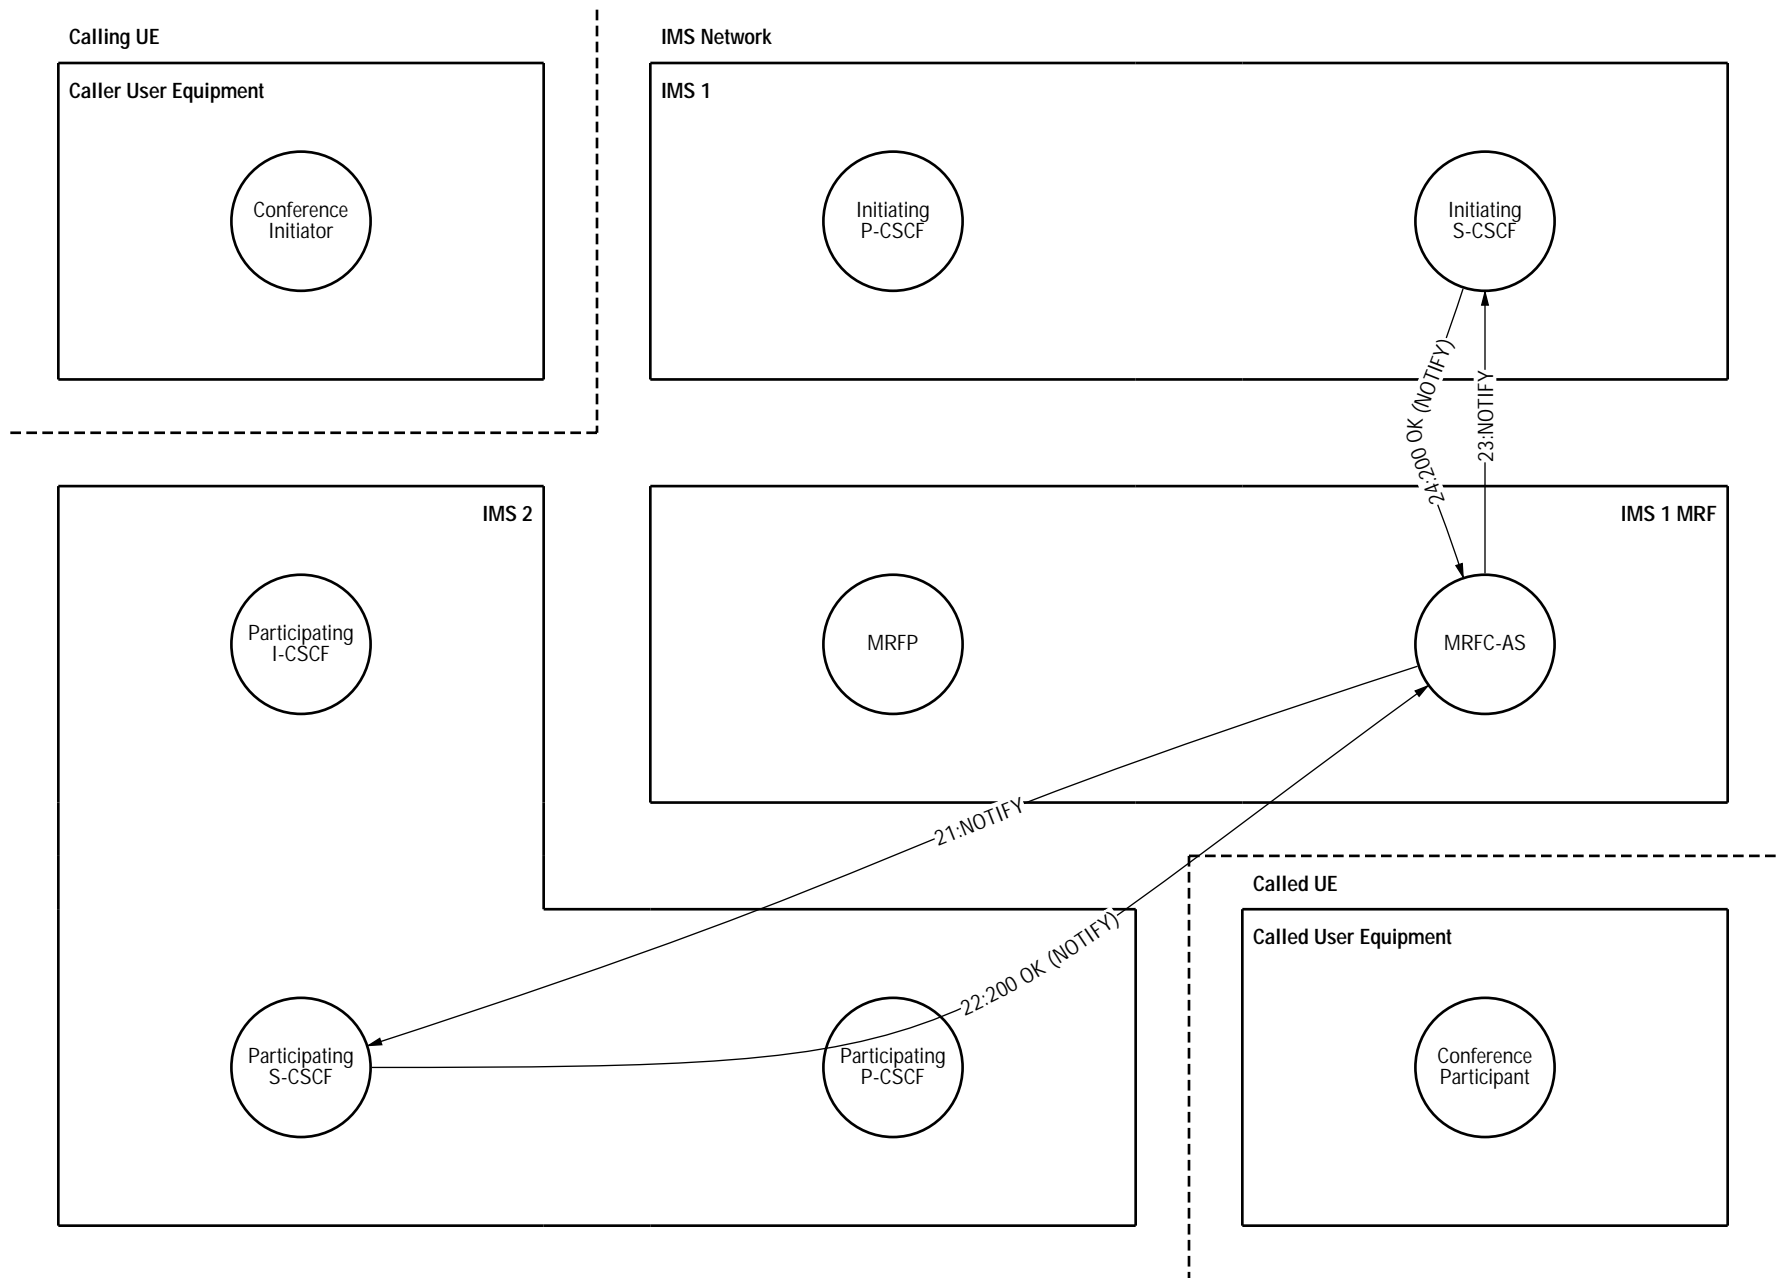 Calling UE
IMS Network
Caller User Equipment
IMS 1
Conference
Initiator
Initiating
P-CSCF
Initiating
S-CSCF
24:200 OK (NOTIFY)
23:NOTIFY
IMS 2
IMS 1 MRF
Participating
I-CSCF
MRFP
MRFC-AS
21:NOTIFY
Called UE
22:200 OK (NOTIFY)
Called User Equipment
Participating
S-CSCF
Participating
P-CSCF
Conference
Participant